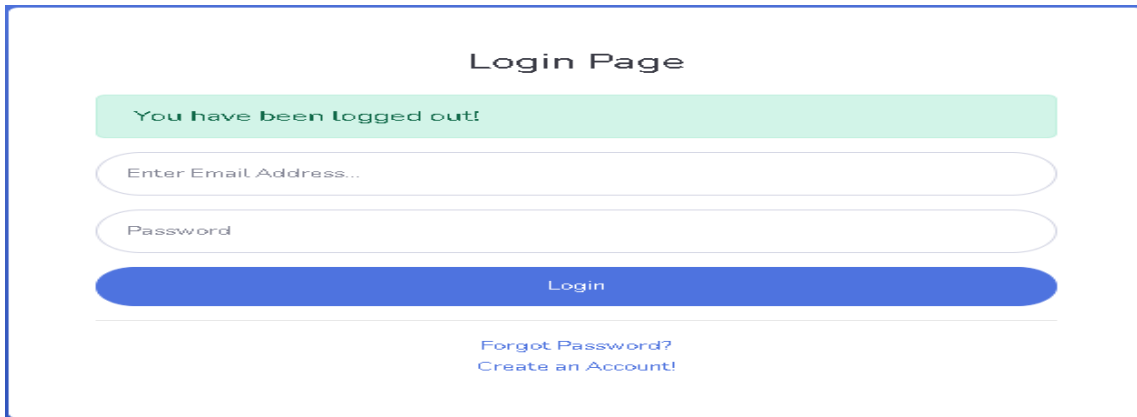 Login Page
You have been logged out!
Enter Email Address...
Password
Login
Forgot Password?
Create an Account!